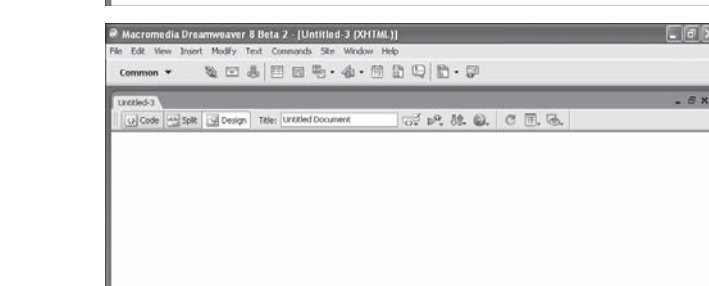 Macromedia Dreamweaver 8 Beta 2 - [Untitled-3 (XHTML)]
File Edit View Insert Modify Text Commands Site Window Help
Common
Untitled-3
Code Split Design Title: Untitled Document